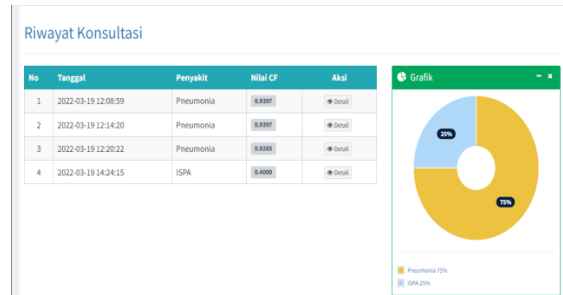 Riwayat Konsultasi
No Tanggal Penyakit Nilai CF Aksi
1 2022-03-19 12:08:59 Pneumonia 0.9397 Detail
2 2022-03-19 12:14:20 Pneumonia 0.9397 Detail
3 2022-03-19 12:20:22 Pneumonia 0.9285 Detail
4 2022-03-19 14:24:15 ISPA 0.4000 Detail
Grafik
25%
75%
Pneumonia 75%
ISPA 25%